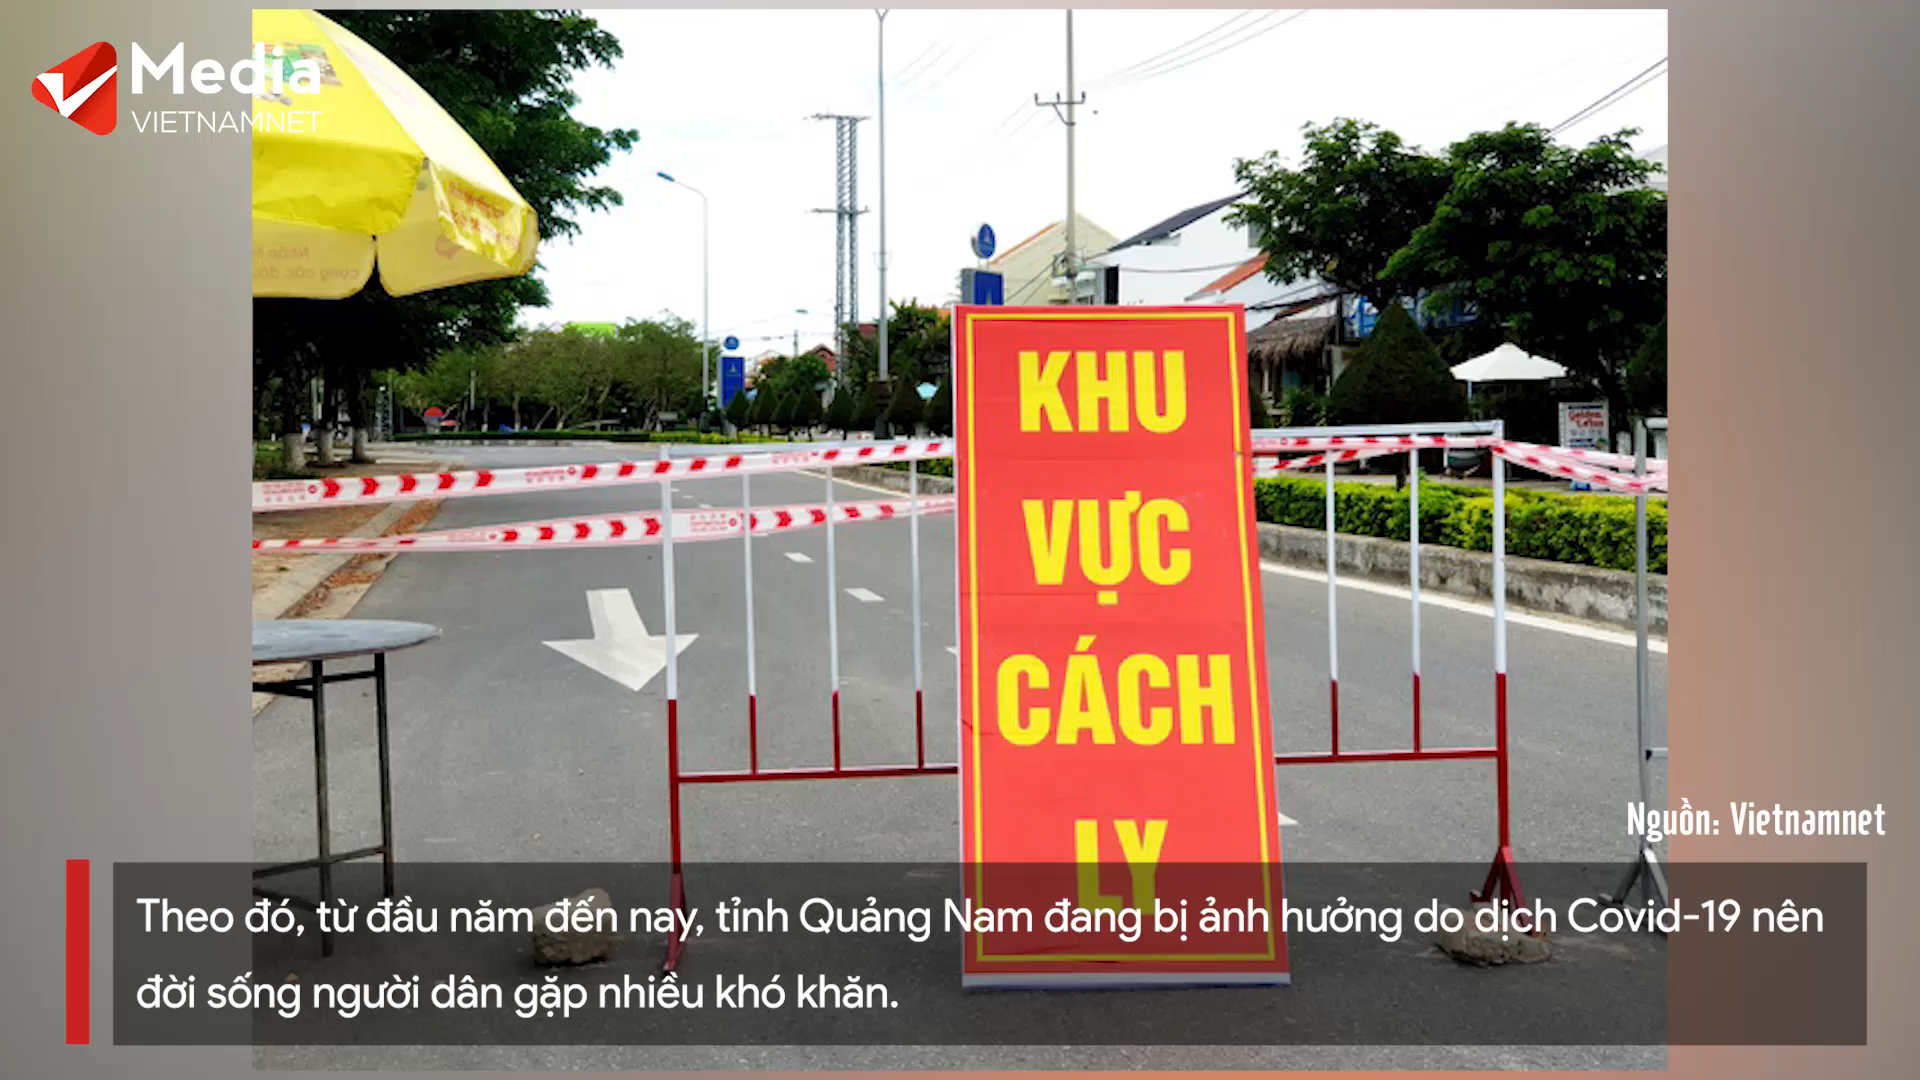 Media
VIETNAMNET
KHU
VỰC
CÁCH
LY
Nguồn: Vietnamnet
Theo đó, từ đầu năm đến nay, tỉnh Quảng Nam đang bị ảnh hưởng do dịch Covid-19 nên
đời sống người dân gặp nhiều khó khăn.